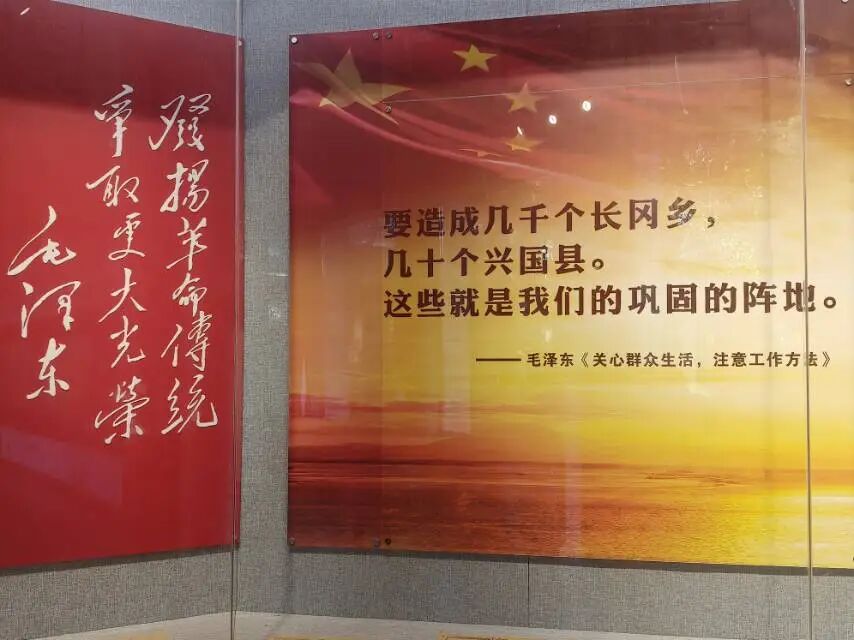 發揚革命傳統
爭取更大光榮
毛澤东
要造成几千个长冈乡，
几十个兴国县。
这些就是我们的巩固的阵地。
——毛泽东《关心群众生活，注意工作方法》